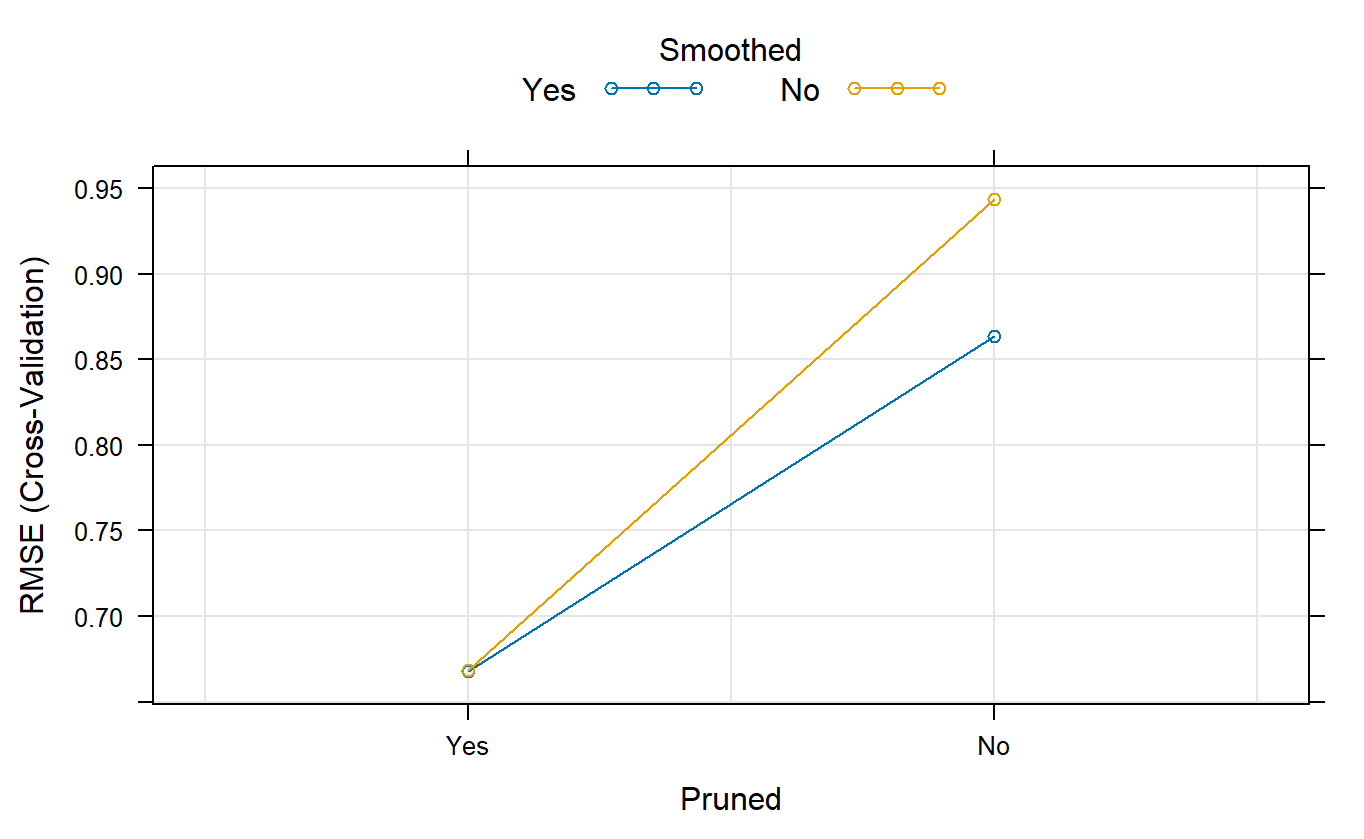 Smoothed
Yes No
0.95
0.90
0.85
0.80
0.75
0.70
RMSE (Cross-Validation)
Yes No
Pruned